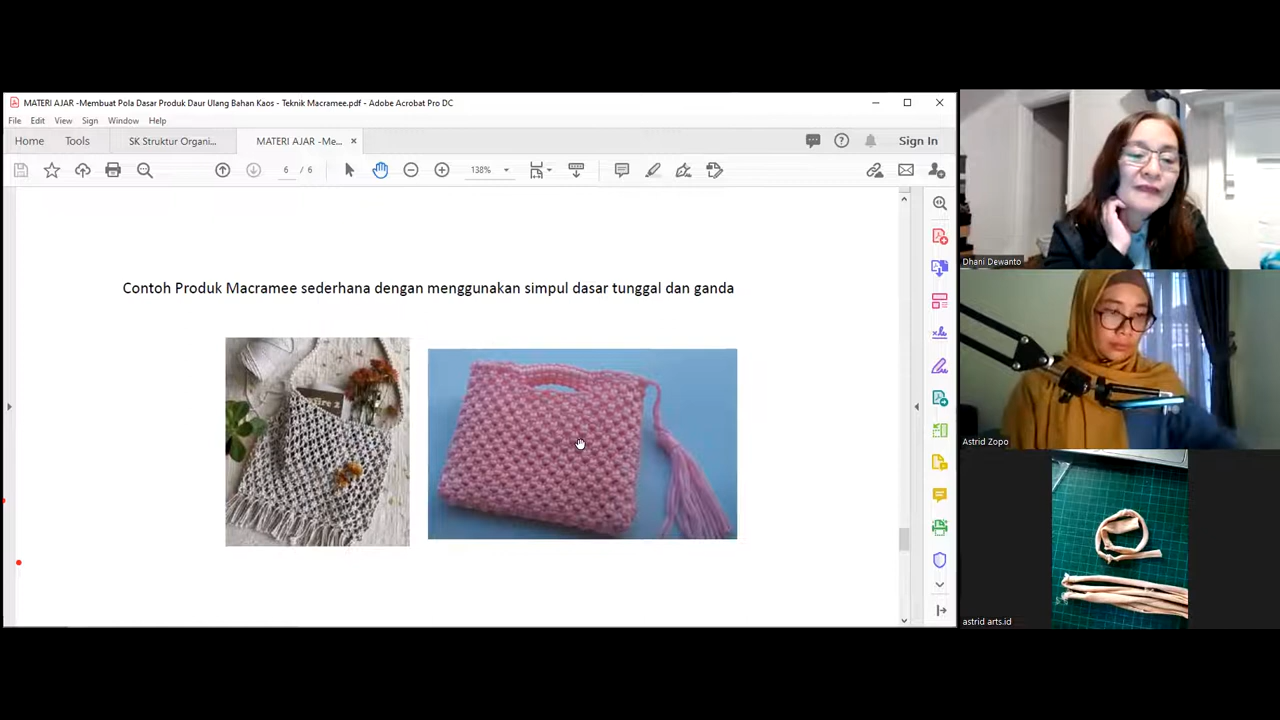 MATERI AJAR -Membuat Pola Dasar Produk Daur Ulang Bahan Kaos - Teknik Macramee.pdf - Adobe Acrobat Pro DC
File Edit View Sign Window Help
Home Tools SK Struktur Organi... MATERI AJAR -Me... Sign In
6 / 6 138%
Contoh Produk Macramee sederhana dengan menggunakan simpul dasar tunggal dan ganda
Dhani Dewanto
Astrid Zopo
astrid arts.id